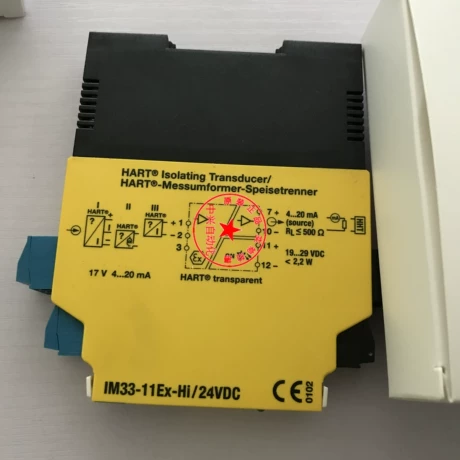 HART® Isolating Transducer/
HART®-Messumformer-Speisetrenner
I II III
HART® HART® HART®
1 +
2 -
3
7 +
10 -
11 +
12 -
4...20 mA
(source)
RL ≤ 500 Ω
19...29 VDC
< 2,2 W
Ex
17 V 4...20 mA
HART® transparent
IM33-11Ex-Hi/24VDC
CE 0102